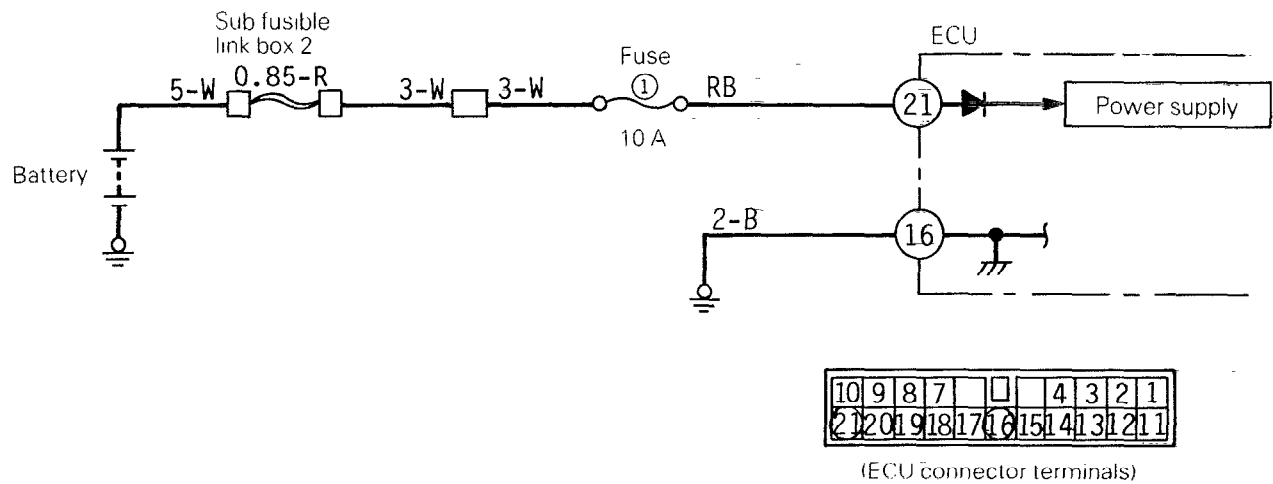 Sub fusible
link box 2
Fuse
ECU
5-W
0.85-R
3-W
3-W
1
RB
21
Power supply
10 A
Battery
2-B
16
10 9 8 7 4 3 2 1
21 20 19 18 17 16 15 14 13 12 11
(ECU connector terminals)